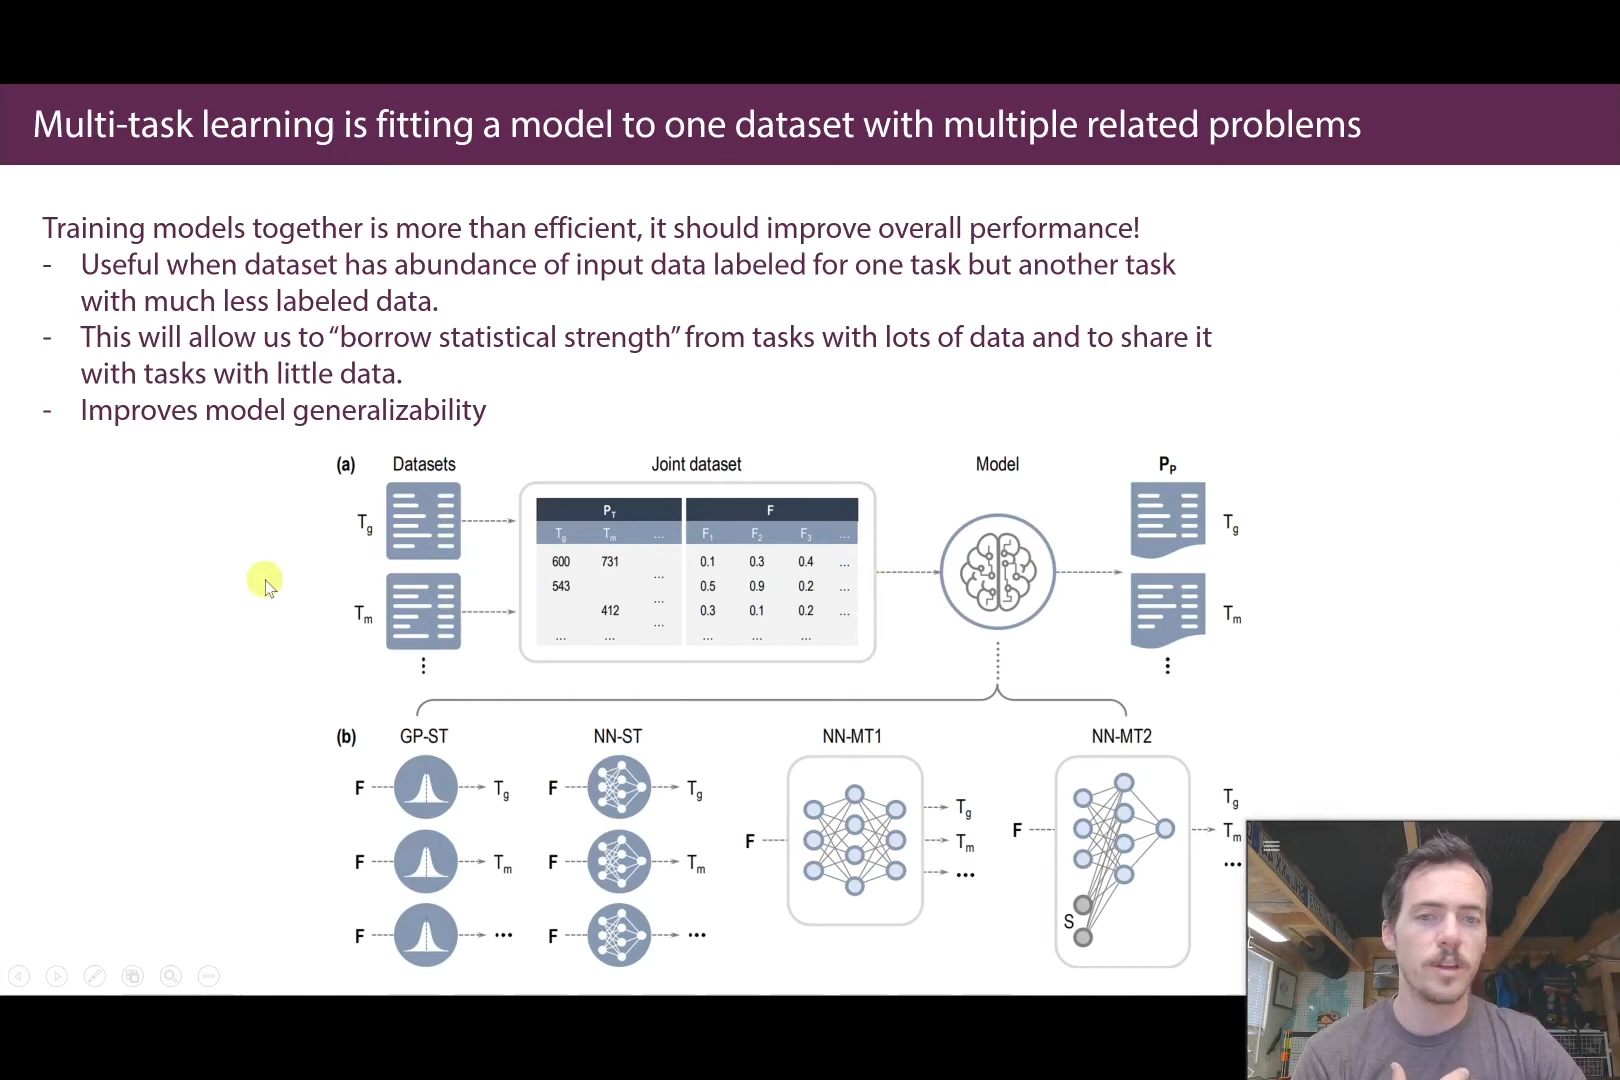 Multi-task learning is fitting a model to one dataset with multiple related problems
Training models together is more than efficient, it should improve overall performance!
- Useful when dataset has abundance of input data labeled for one task but another task
with much less labeled data.
- This will allow us to “borrow statistical strength” from tasks with lots of data and to share it
with tasks with little data.
- Improves model generalizability
(a) Datasets Joint dataset Model PP
Tg
Tm
⋮
PT F
Tg Tm ... F1 F2 F3 ...
600 731 ... 0.1 0.3 0.4 ...
543 ... 0.5 0.9 0.2 ...
412 ... 0.3 0.1 0.2 ...
... ... ... ... ...
Tg
Tm
⋮
(b) GP-ST NN-ST NN-MT1 NN-MT2
F Tg
F Tm
F ...
F Tg
F Tm
F ...
F
Tg
Tm
...
F
S
Tg
Tm
...